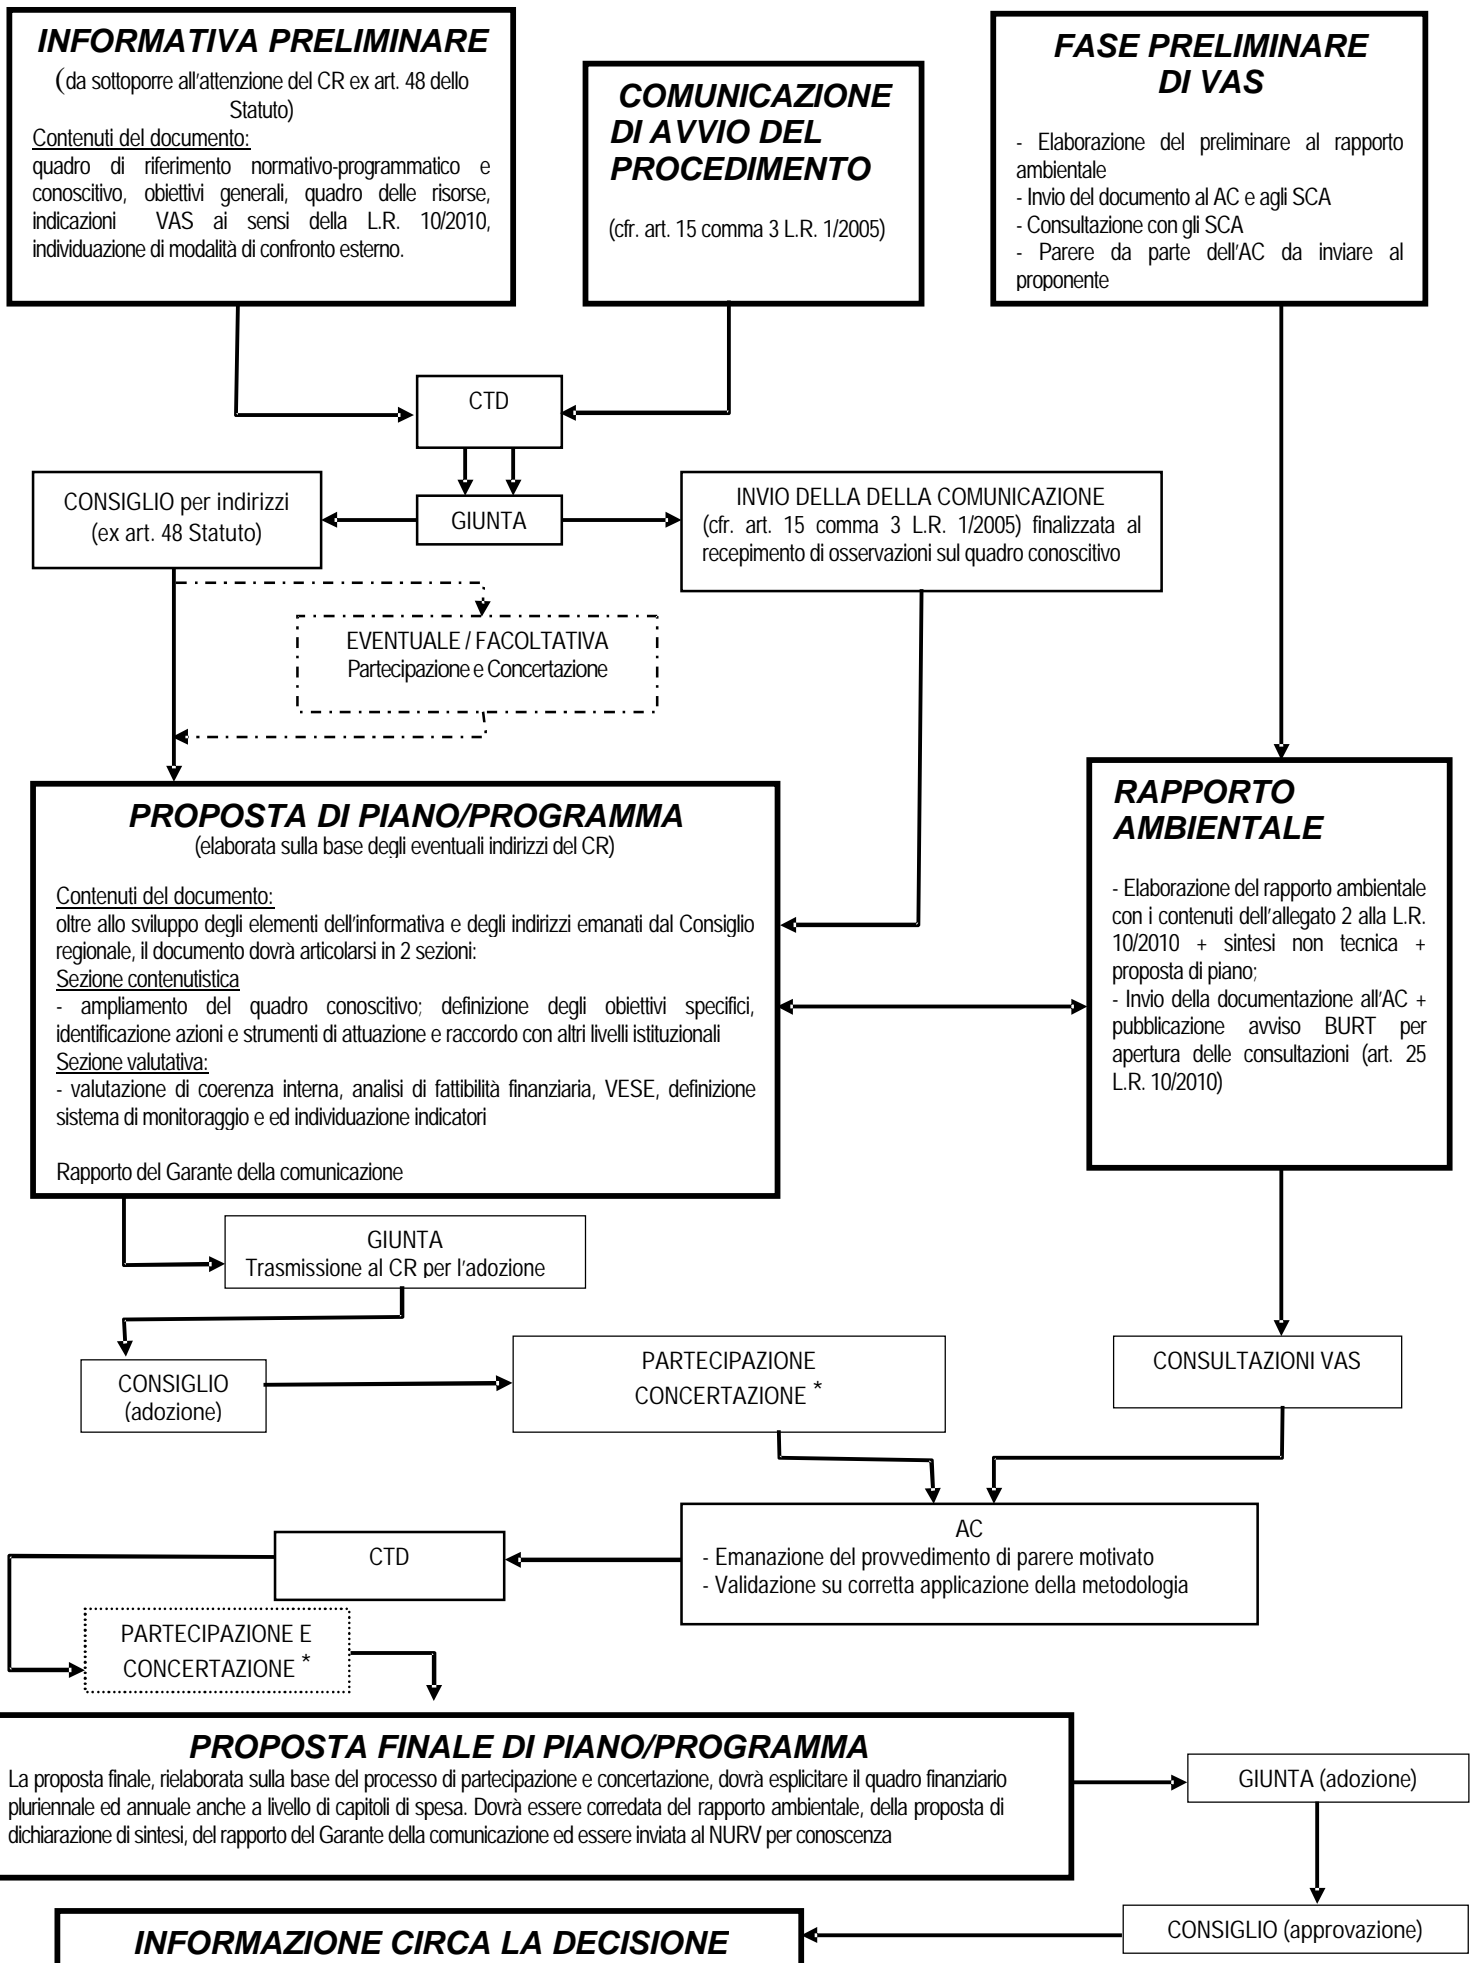 INFORMATIVA PRELIMINARE
(da sottoporre all'attenzione del CR ex art. 48 dello
Statuto)
Contenuti del documento:
quadro di riferimento normativo-programmatico e
conoscitivo, obiettivi generali, quadro delle risorse,
indicazioni VAS ai sensi della L.R. 10/2010,
individuazione di modalità di confronto esterno.
COMUNICAZIONE
DI AVVIO DEL
PROCEDIMENTO
(cfr. art. 15 comma 3 L.R. 1/2005)
FASE PRELIMINARE
DI VAS
- Elaborazione del preliminare al rapporto
ambientale
- Invio del documento al AC e agli SCA
- Consultazione con gli SCA
- Parere da parte dell'AC da inviare al
proponente
CTD
CONSIGLIO per indirizzi
(ex art. 48 Statuto)
GIUNTA
INVIO DELLA DELLA COMUNICAZIONE
(cfr. art. 15 comma 3 L.R. 1/2005) finalizzata al
recepimento di osservazioni sul quadro conoscitivo
EVENTUALE / FACOLTATIVA
Partecipazione e Concertazione
PROPOSTA DI PIANO/PROGRAMMA
(elaborata sulla base degli eventuali indirizzi del CR)
Contenuti del documento:
oltre allo sviluppo degli elementi dell'informativa e degli indirizzi emanati dal Consiglio
regionale, il documento dovrà articolarsi in 2 sezioni:
Sezione contenutistica
- ampliamento del quadro conoscitivo; definizione degli obiettivi specifici,
identificazione azioni e strumenti di attuazione e raccordo con altri livelli istituzionali
Sezione valutativa:
- valutazione di coerenza interna, analisi di fattibilità finanziaria, VESE, definizione
sistema di monitoraggio e ed individuazione indicatori
Rapporto del Garante della comunicazione
RAPPORTO
AMBIENTALE
- Elaborazione del rapporto ambientale
con i contenuti dell'allegato 2 alla L.R.
10/2010 + sintesi non tecnica +
proposta di piano;
- Invio della documentazione all'AC +
pubblicazione avviso BURT per
apertura delle consultazioni (art. 25
L.R. 10/2010)
GIUNTA
Trasmissione al CR per l'adozione
CONSIGLIO
(adozione)
PARTECIPAZIONE
CONCERTAZIONE *
CONSULTAZIONI VAS
AC
- Emanazione del provvedimento di parere motivato
- Validazione su corretta applicazione della metodologia
CTD
PARTECIPAZIONE E
CONCERTAZIONE *
PROPOSTA FINALE DI PIANO/PROGRAMMA
La proposta finale, rielaborata sulla base del processo di partecipazione e concertazione, dovrà esplicitare il quadro finanziario
pluriennale ed annuale anche a livello di capitoli di spesa. Dovrà essere corredata del rapporto ambientale, della proposta di
dichiarazione di sintesi, del rapporto del Garante della comunicazione ed essere inviata al NURV per conoscenza
GIUNTA (adozione)
CONSIGLIO (approvazione)
INFORMAZIONE CIRCA LA DECISIONE